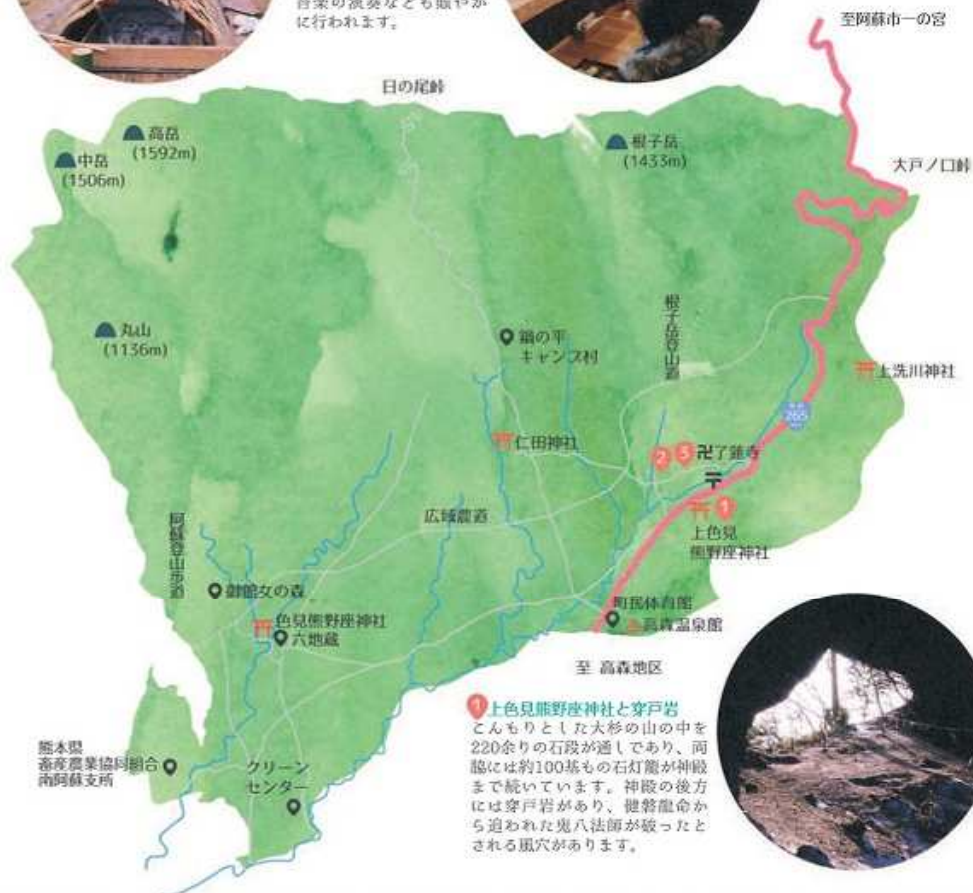 音楽の演奏なども賑やか
に行われます。
至阿蘇市一の宮
日の尾峠
高岳
(1592m)
中岳
(1506m)
根子岳
(1433m)
大戸ノ口峠
丸山
(1136m)
鍋の平
キャンプ村
根子岳登山道
上洗川神社
265
仁田神社
2
3
卍了錐寺
〒
1
上色見
熊野座神社
広域農道
阿蘇登山歩道
御館女の森
色見熊野座神社
六地蔵
町民体育館
高森温泉館
至 高森地区
熊本県
畜産農業協同組合
南阿蘇支所
クリーン
センター
1 上色見熊野座神社と穿戸岩
こんもりとした大杉の山の中を
220余りの石段が通しており、両
脇には約100基もの石灯籠が神殿
まで続いています。神殿の後方
には穿戸岩があり、健磐龍命か
ら追われた鬼八法師が破ったと
される風穴があります。